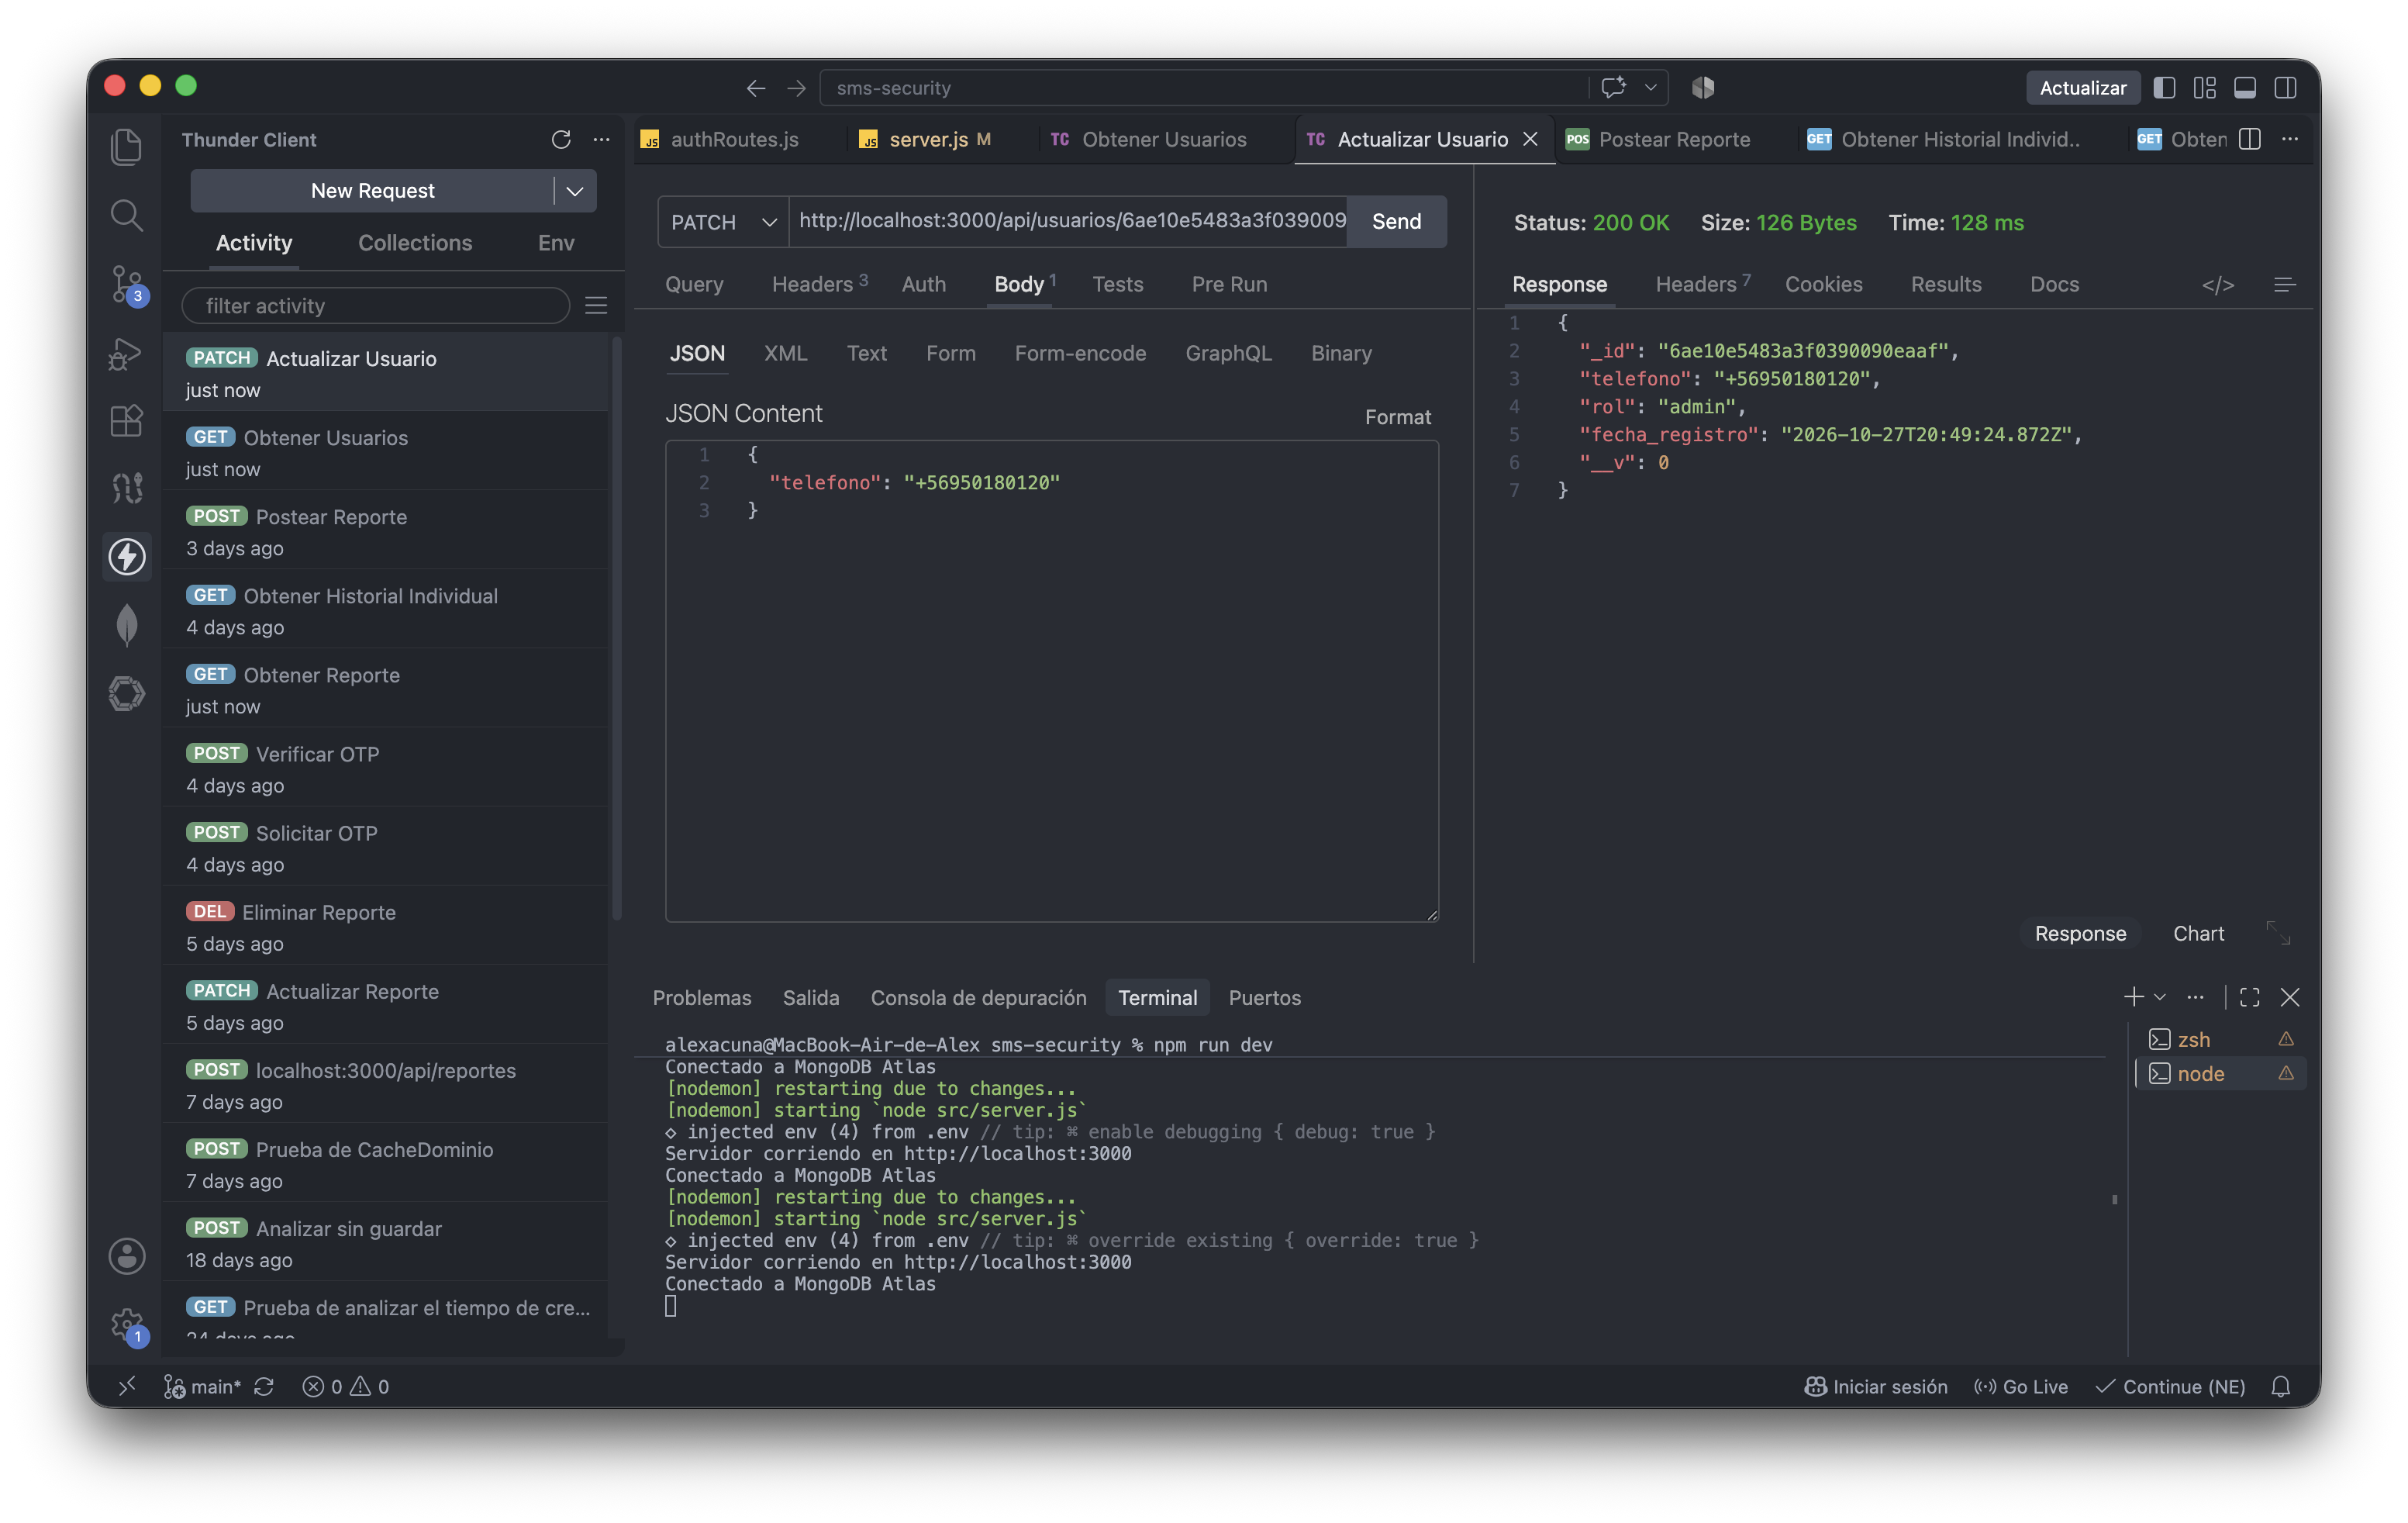 sms-security
Actualizar
Thunder Client
New Request
Activity Collections Env
filter activity
PATCH Actualizar Usuario
just now
GET Obtener Usuarios
just now
POST Postear Reporte
3 days ago
GET Obtener Historial Individual
4 days ago
GET Obtener Reporte
just now
POST Verificar OTP
4 days ago
POST Solicitar OTP
4 days ago
DEL Eliminar Reporte
5 days ago
PATCH Actualizar Reporte
5 days ago
POST localhost:3000/api/reportes
7 days ago
POST Prueba de CacheDominio
7 days ago
POST Analizar sin guardar
18 days ago
GET Prueba de analizar el tiempo de cre...
24 days ago
3
1
JS authRoutes.js JS server.js M TC Obtener Usuarios TC Actualizar Usuario POS Postear Reporte GET Obtener Historial Individ.. GET Obten
PATCH http://localhost:3000/api/usuarios/6ae10e5483a3f039009 Send
Query Headers 3 Auth Body 1 Tests Pre Run
JSON XML Text Form Form-encode GraphQL Binary
JSON Content Format
1 {
2 "telefono": "+56950180120"
3 }
Status: 200 OK Size: 126 Bytes Time: 128 ms
Response Headers 7 Cookies Results Docs </>
1 {
2 "_id": "6ae10e5483a3f0390090eaaf",
3 "telefono": "+56950180120",
4 "rol": "admin",
5 "fecha_registro": "2026-10-27T20:49:24.872Z",
6 "__v": 0
7 }
Response Chart
Problemas Salida Consola de depuración Terminal Puertos
alexacuna@MacBook-Air-de-Alex sms-security % npm run dev
Conectado a MongoDB Atlas
[nodemon] restarting due to changes...
[nodemon] starting `node src/server.js`
◇ injected env (4) from .env // tip: ⌘ enable debugging { debug: true }
Servidor corriendo en http://localhost:3000
Conectado a MongoDB Atlas
[nodemon] restarting due to changes...
[nodemon] starting `node src/server.js`
◇ injected env (4) from .env // tip: ⌘ override existing { override: true }
Servidor corriendo en http://localhost:3000
Conectado a MongoDB Atlas
zsh
node
main* 0 0 Iniciar sesión Go Live Continue (NE)